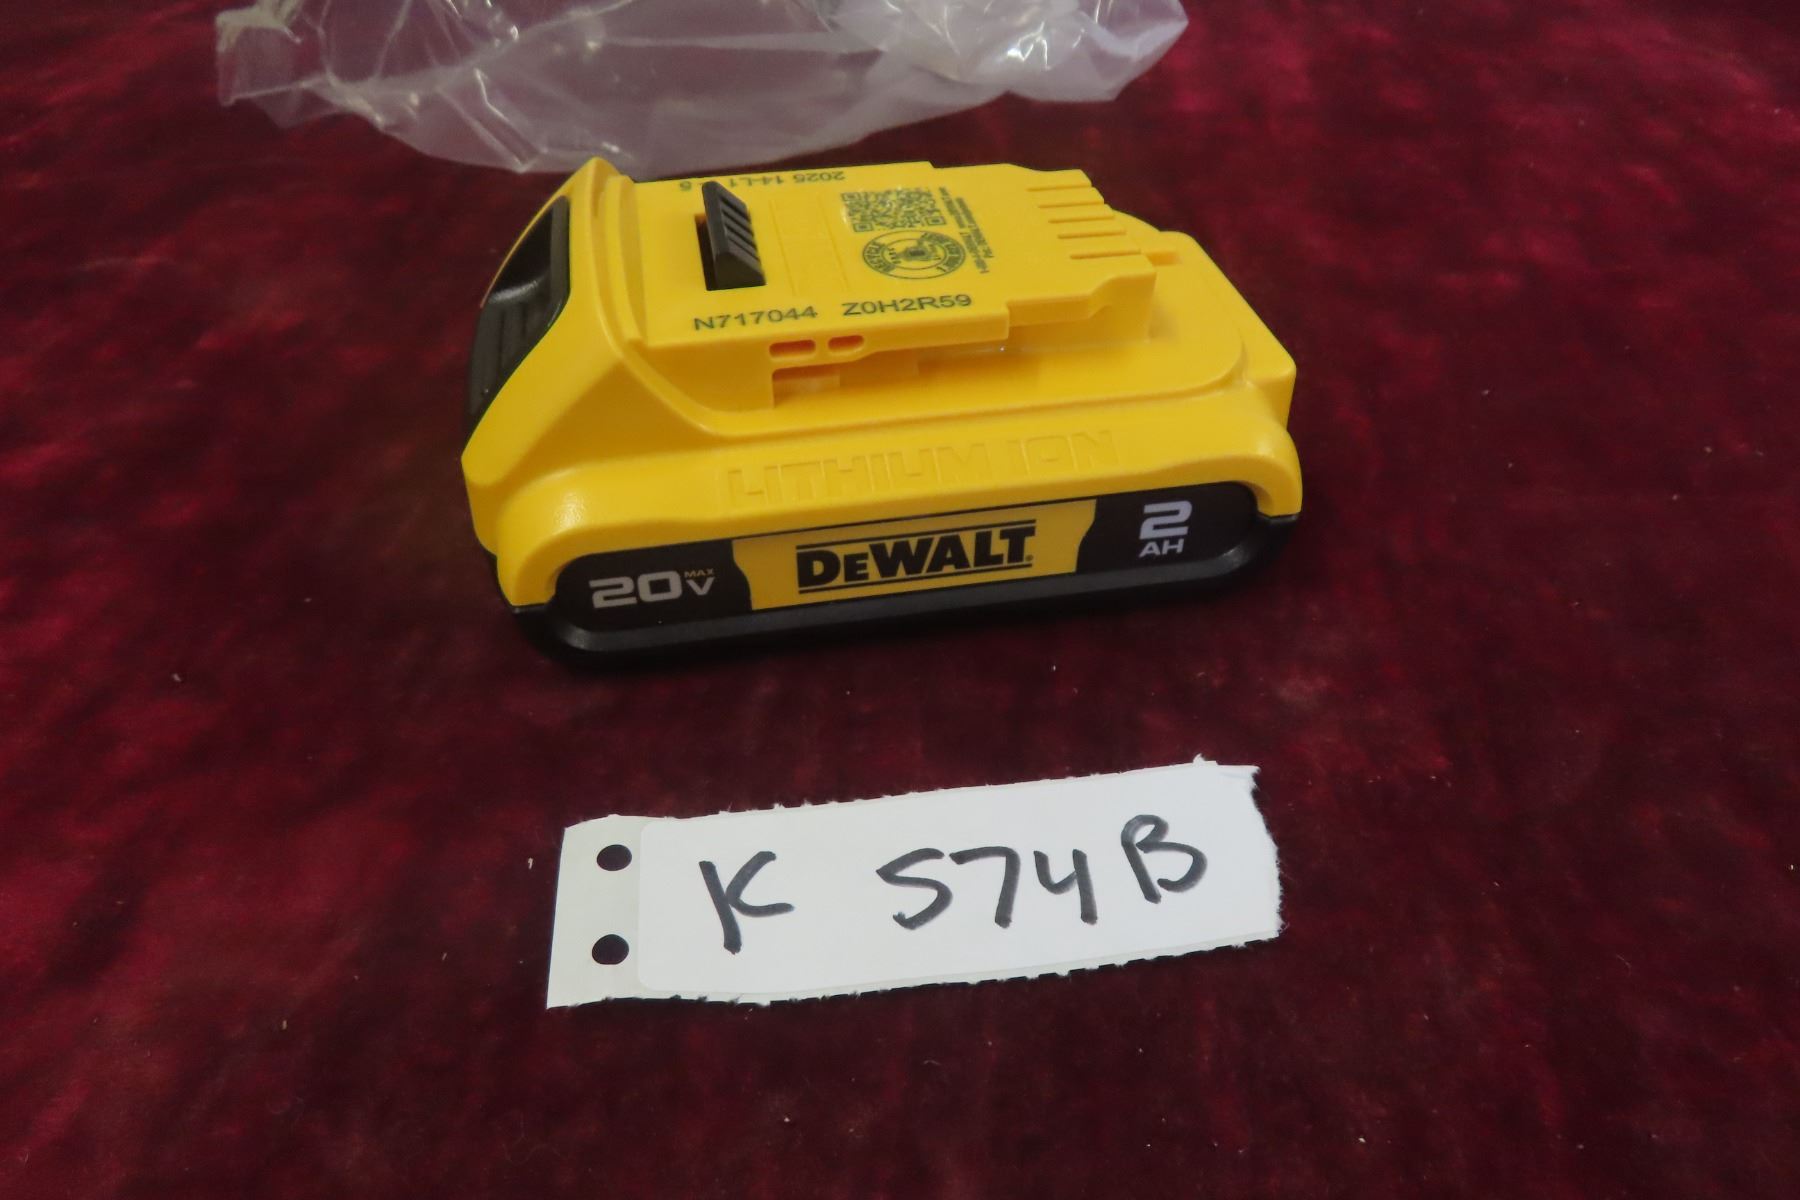 2025 14-L1
N717044 Z0H2R59
LITHIUM ION
20V MAX
DEWALT
2 AH
K 574B